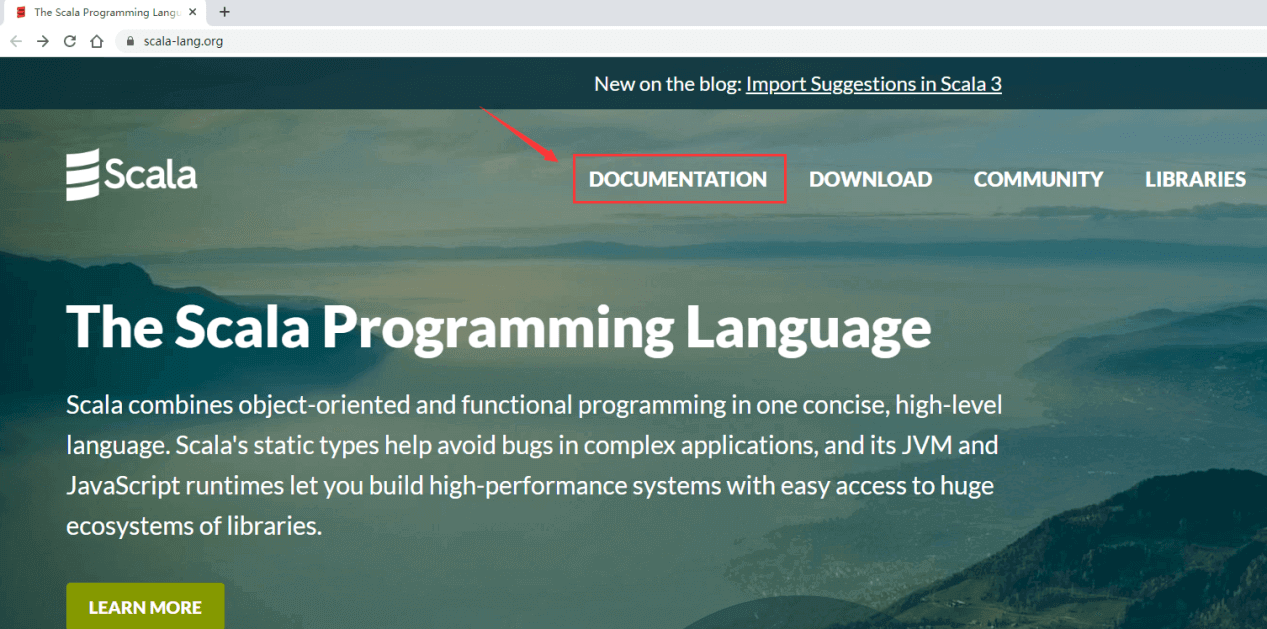 The Scala Programming Langu
scala-lang.org
New on the blog: Import Suggestions in Scala 3
Scala
DOCUMENTATION DOWNLOAD COMMUNITY LIBRARIES
The Scala Programming Language
Scala combines object-oriented and functional programming in one concise, high-level
language. Scala's static types help avoid bugs in complex applications, and its JVM and
JavaScript runtimes let you build high-performance systems with easy access to huge
ecosystems of libraries.
LEARN MORE